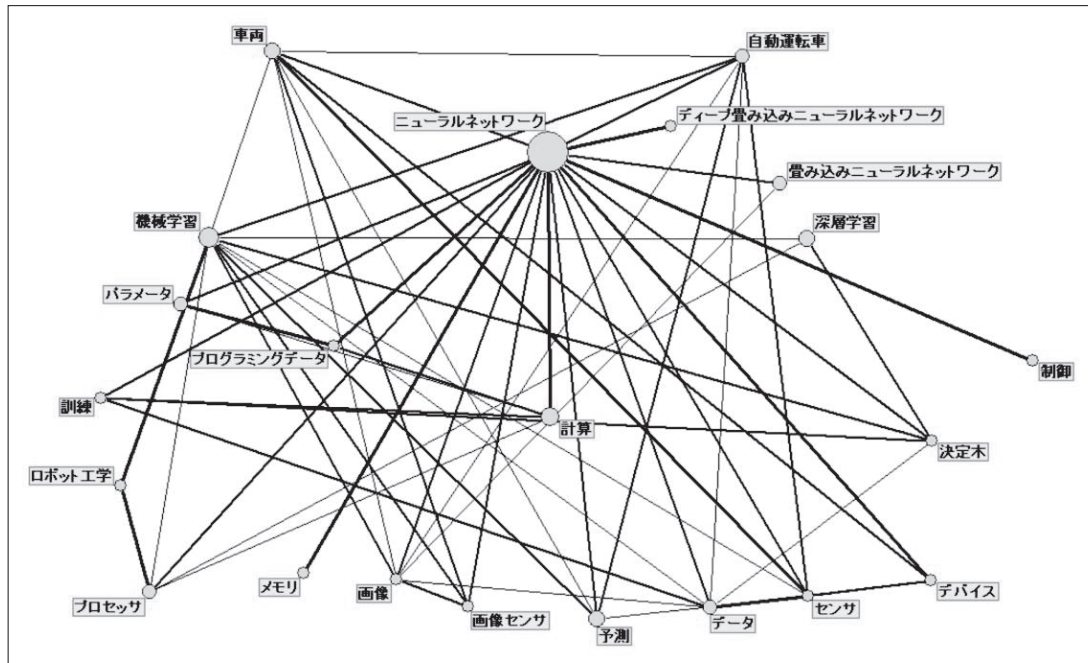 車両
自動運転車
ニューラルネットワーク
ディープ畳み込みニューラルネットワーク
畳み込みニューラルネットワーク
機械学習
深層学習
パラメータ
プログラミングデータ
制御
訓練
計算
決定木
ロボット工学
メモリ
画像
デバイス
プロセッサ
画像センサ
予測
データ
センサ